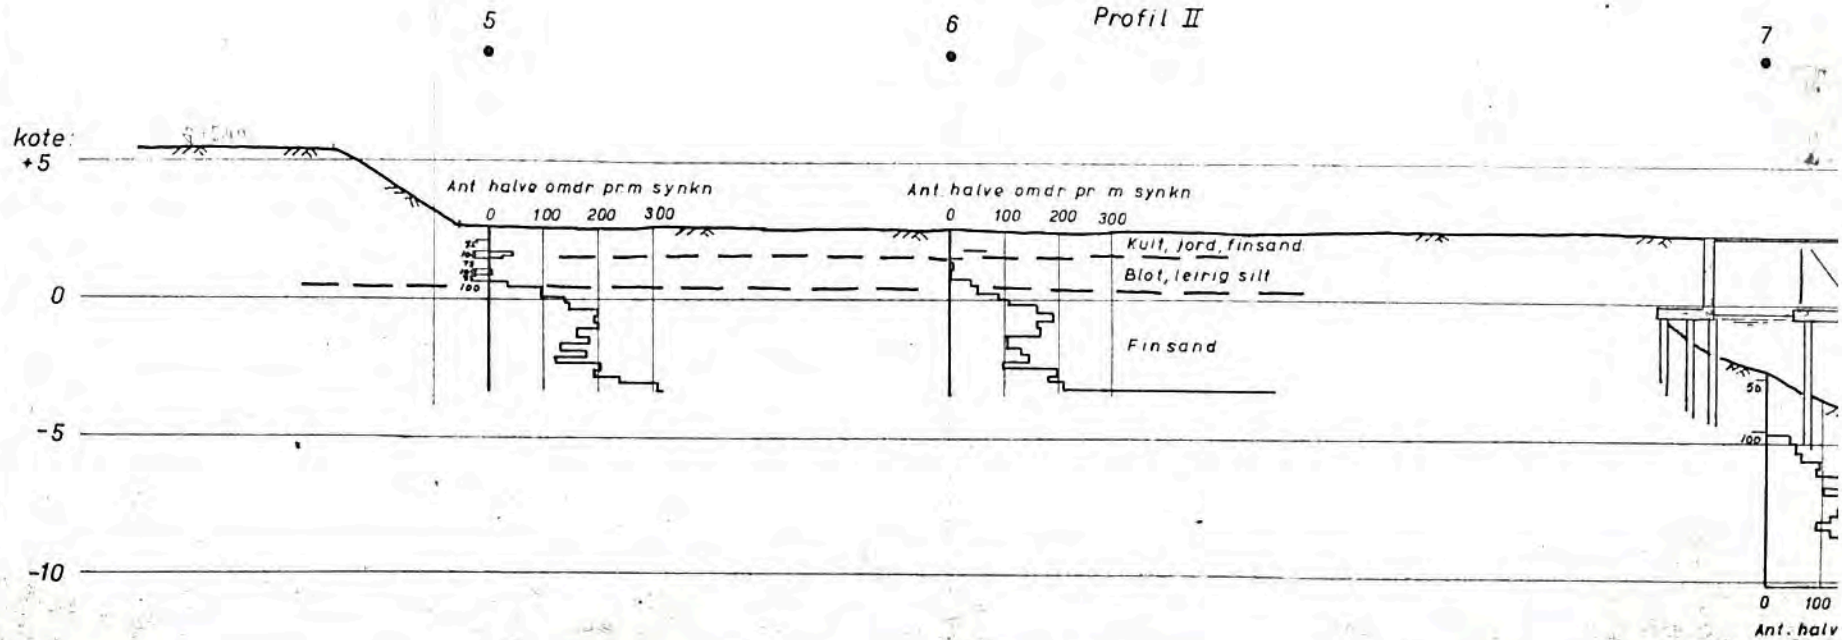 Profil II
5
6
7
kote:
+5
Ant. halve omdr pr.m synkn
0 100 200 300
Ant. halve omdr pr m synkn
0 100 200 300
Kult, jord, finsand
Blot, leirig silt
100
0
Finsand
50
-5
100
-10
0 100
Ant. halv